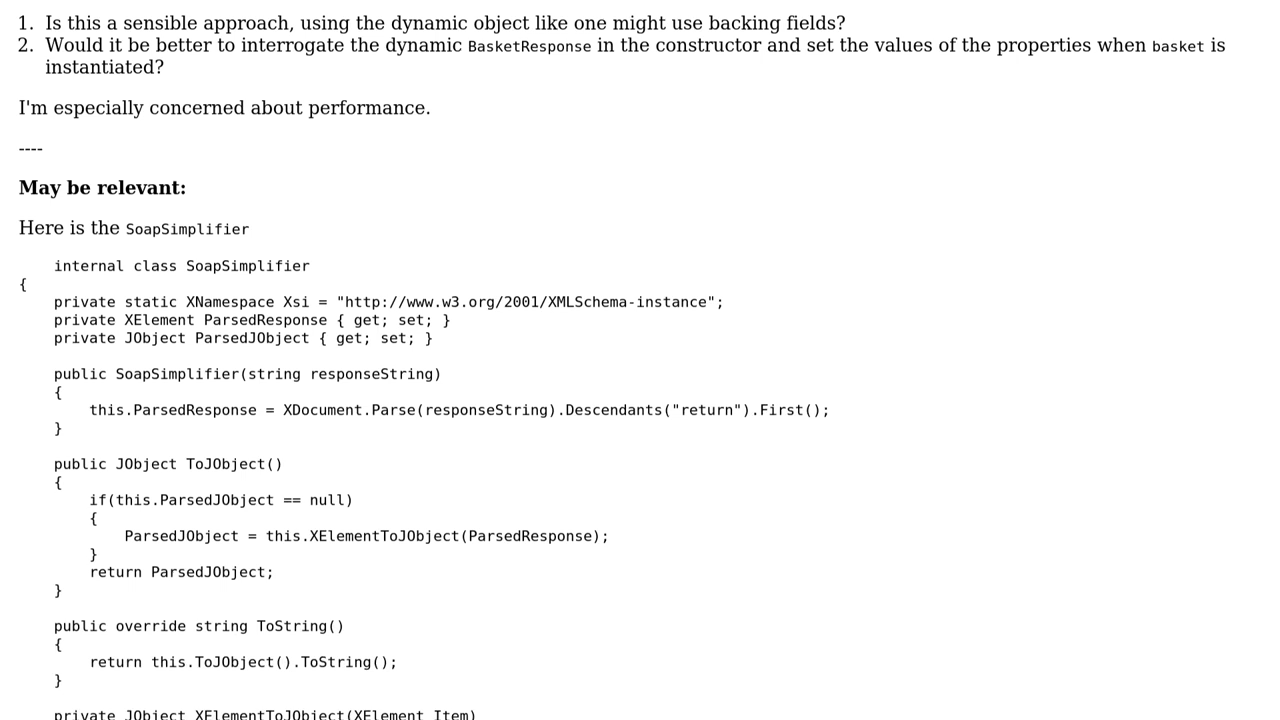 1. Is this a sensible approach, using the dynamic object like one might use backing fields?
2. Would it be better to interrogate the dynamic BasketResponse in the constructor and set the values of the properties when basket is
instantiated?
I'm especially concerned about performance.
----
May be relevant:
Here is the SoapSimplifier
    internal class SoapSimplifier
{
    private static XNamespace Xsi = "http://www.w3.org/2001/XMLSchema-instance";
    private XElement ParsedResponse { get; set; }
    private JObject ParsedJObject { get; set; }
    public SoapSimplifier(string responseString)
    {
        this.ParsedResponse = XDocument.Parse(responseString).Descendants("return").First();
    }
    public JObject ToJObject()
    {
        if(this.ParsedJObject == null)
        {
            ParsedJObject = this.XElementToJObject(ParsedResponse);
        }
        return ParsedJObject;
    }
    public override string ToString()
    {
        return this.ToJObject().ToString();
    }
    private JObject XElementToJObject(XElement Item)